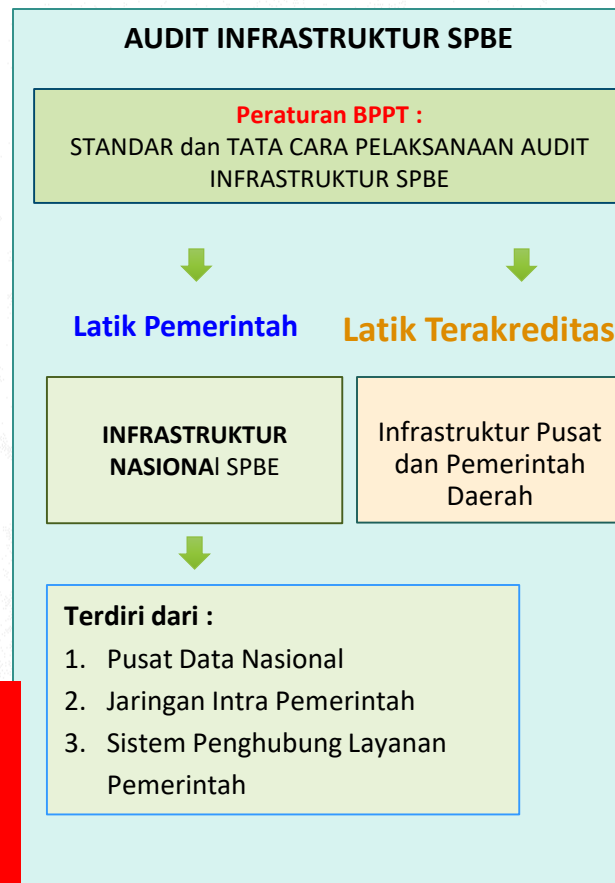 AUDIT INFRASTRUKTUR SPBE
Peraturan BPPT :
STANDAR dan TATA CARA PELAKSANAAN AUDIT
INFRASTRUKTUR SPBE
Latik Pemerintah
Latik Terakreditas
INFRASTRUKTUR
NASIONAl SPBE
Infrastruktur Pusat
dan Pemerintah
Daerah
Terdiri dari :
1. Pusat Data Nasional
2. Jaringan Intra Pemerintah
3. Sistem Penghubung Layanan
Pemerintah